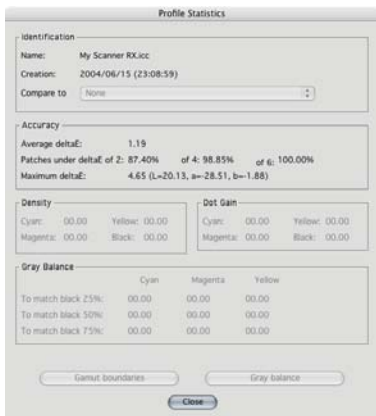 Profile Statistics
Identification
Name: My Scanner RX.icc
Creation: 2004/06/15 (23:08:59)
Compare to None
Accuracy
Average deltaE: 1.19
Patches under deltaE of 2: 87.40% of 4: 98.85% of 6: 100.00%
Maximum deltaE: 4.65 (L=20.13, a=-28.51, b=-1.88)
Density
Cyan: 00.00 Yellow: 00.00
Magenta: 00.00 Black: 00.00
Dot Gain
Cyan: 00.00 Yellow: 00.00
Magenta: 00.00 Black: 00.00
Gray Balance
Cyan Magenta Yellow
To match black 25%: 00.00 00.00 00.00
To match black 50%: 00.00 00.00 00.00
To match black 75%: 00.00 00.00 00.00
Gamut boundaries Gray balance
Close